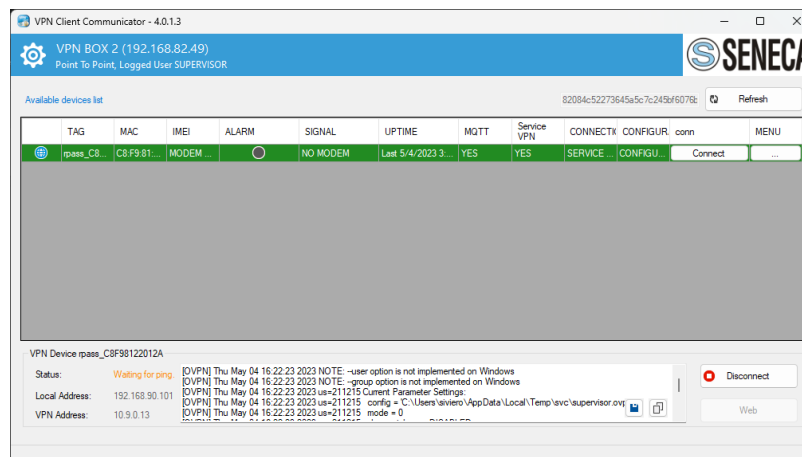 VPN Client Communicator - 4.0.1.3
VPN BOX 2 (192.168.82.49)
Point To Point, Logged User SUPERVISOR
SENECA
Available devices list
82084c52273645a5c7c245bf6076b
Refresh
TAG MAC IMEI ALARM SIGNAL UPTIME MQTT Service VPN CONNECTIO CONFIGUR. conn MENU
rpass_C8... C8:F9:81:... MODEM ... NO MODEM Last 5/4/2023 3:... YES YES SERVICE ... CONFIGU... Connect ...
VPN Device rpass_C8F98122012A
Status: Waiting for ping.
Local Address: 192.168.90.101
VPN Address: 10.9.0.13
[OVPN] Thu May 04 16:22:23 2023 NOTE: --user option is not implemented on Windows
[OVPN] Thu May 04 16:22:23 2023 NOTE: --group option is not implemented on Windows
[OVPN] Thu May 04 16:22:23 2023 us=211215 Current Parameter Settings:
[OVPN] Thu May 04 16:22:23 2023 us=211215 config = 'C:\Users\siviero\AppData\Local\Temp\svc\supervisor.ovp
[OVPN] Thu May 04 16:22:23 2023 us=211215 mode = 0
Disconnect
Web